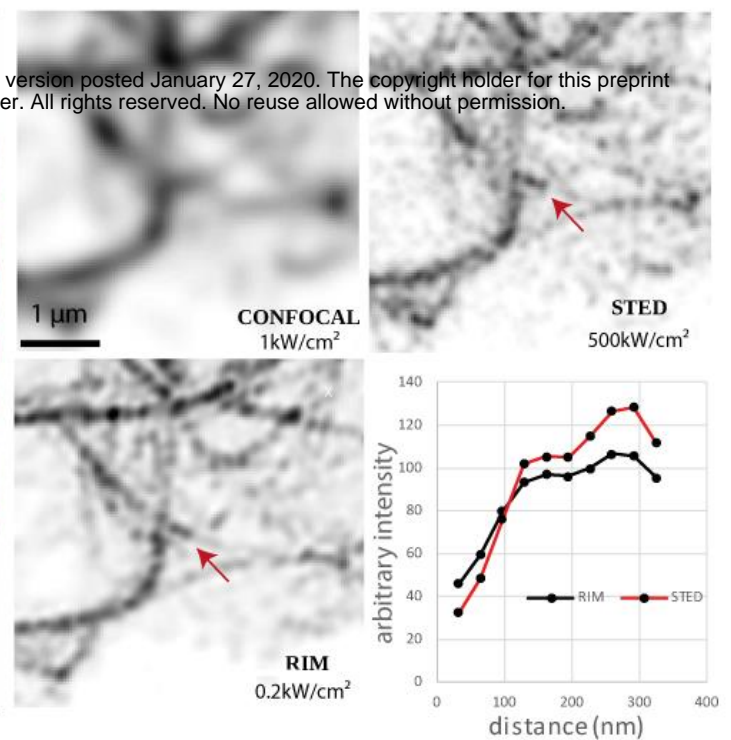 version posted January 27, 2020. The copyright holder for this preprint
er. All rights reserved. No reuse allowed without permission.
1 µm
CONFOCAL
1kW/cm²
STED
500kW/cm²
x
RIM
0.2kW/cm²
arbitrary intensity
140
120
100
80
60
40
20
0
RIM
STED
0 100 200 300 400
distance (nm)